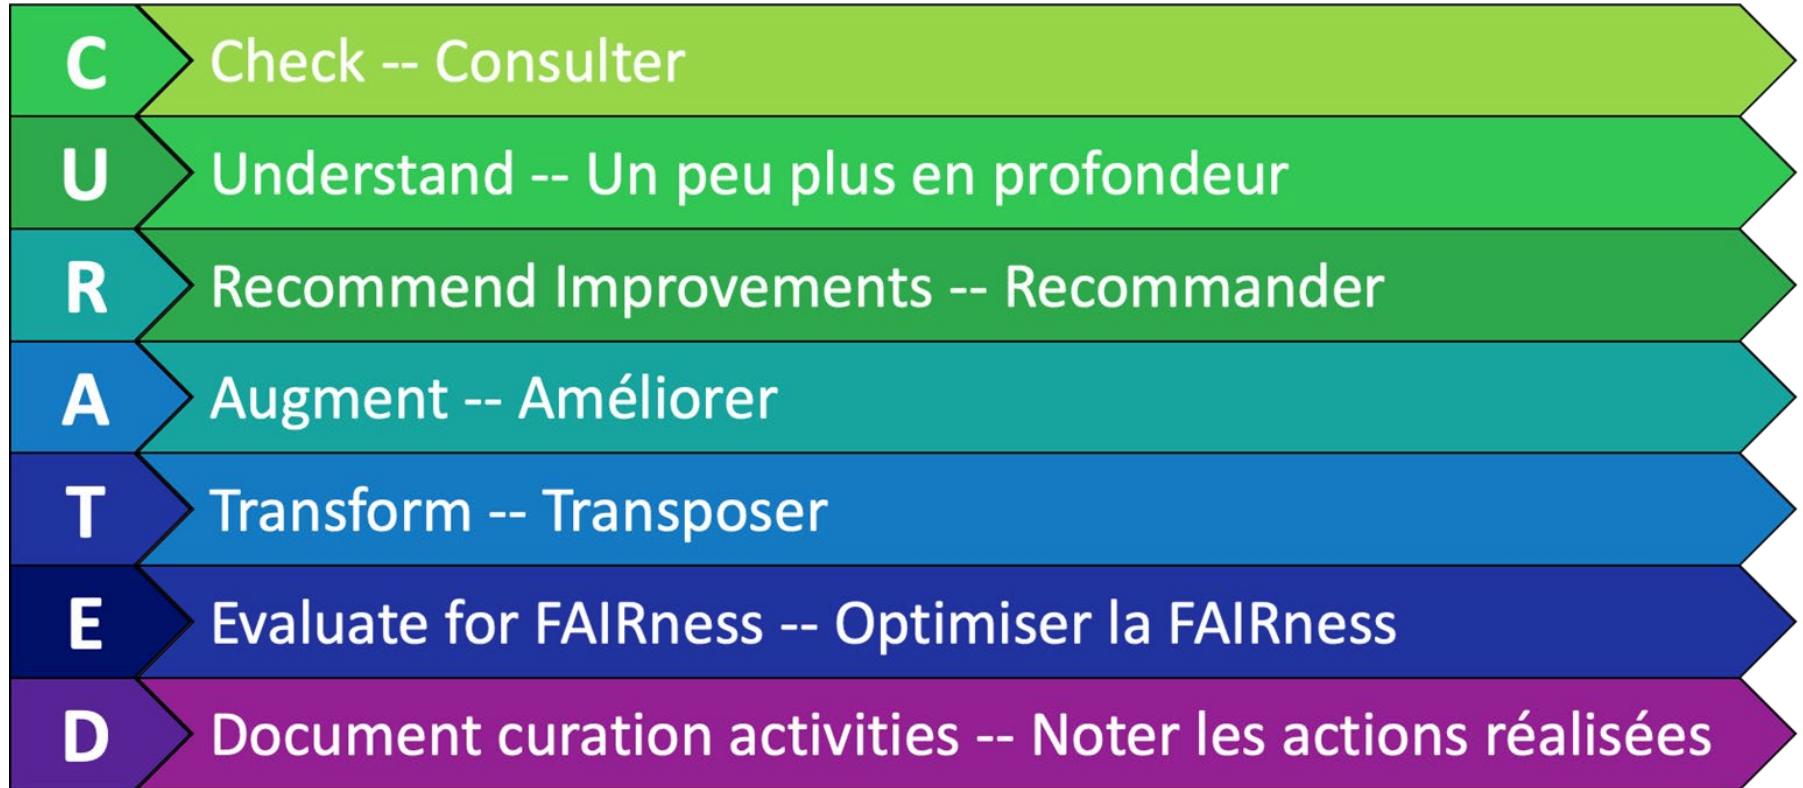 C Check -- Consulter
U Understand -- Un peu plus en profondeur
R Recommend Improvements -- Recommander
A Augment -- Améliorer
T Transform -- Transposer
E Evaluate for FAIRness -- Optimiser la FAIRness
D Document curation activities -- Noter les actions réalisées